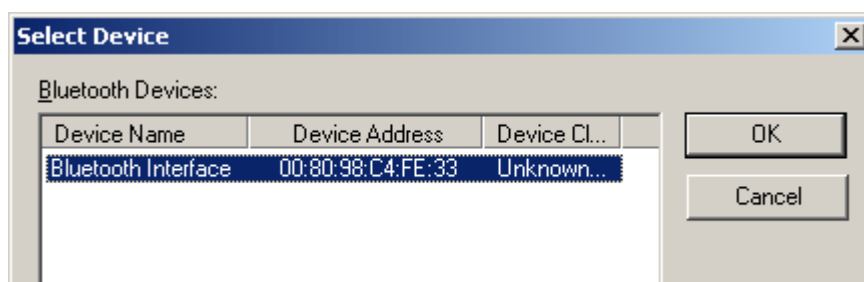 Select Device
Bluetooth Devices:
Device Name Device Address Device Cl...
OK
Bluetooth Interface 00:80:98:C4:FE:33 Unknown...
Cancel